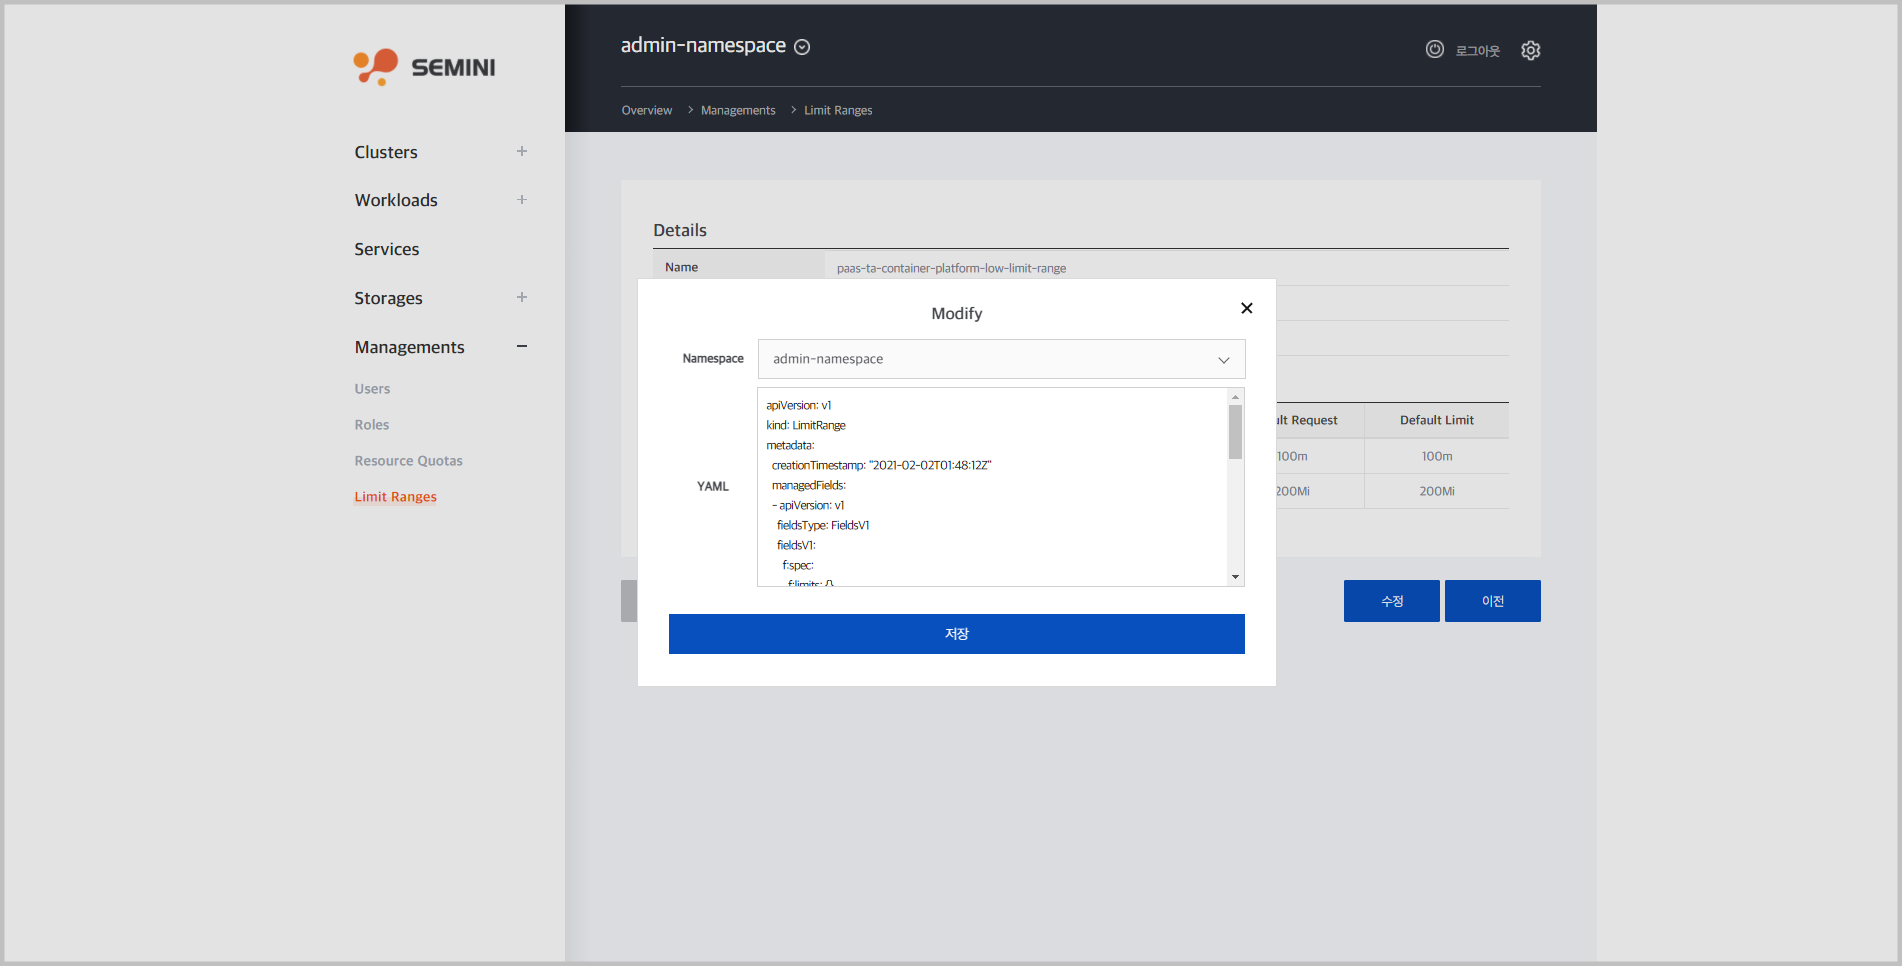 SEMINI
Clusters
Workloads
Services
Storages
Managements
Users
Roles
Resource Quotas
Limit Ranges
admin-namespace
로그아웃
Overview > Managements > Limit Ranges
Details
Name paas-ta-container-platform-low-limit-range
Modify
Namespace admin-namespace
YAML
apiVersion: v1
kind: LimitRange
metadata:
creationTimestamp: "2021-02-02T01:48:12Z"
managedFields:
- apiVersion: v1
fieldsType: FieldsV1
fieldsV1:
f:spec:
f:limits: {}
저장
Request Default Limit
100m 100m
200Mi 200Mi
수정 이전